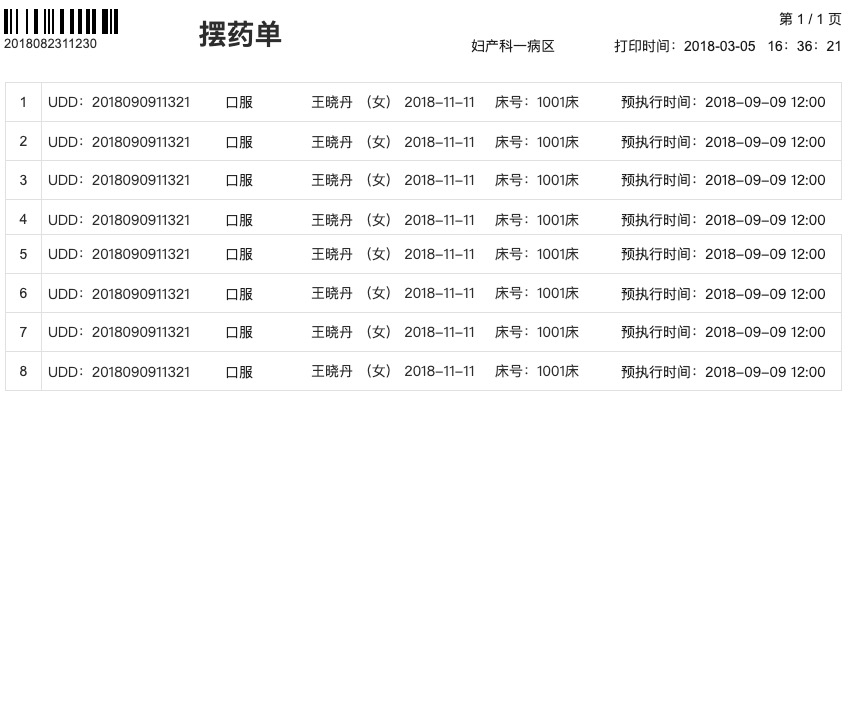 第 1 / 1 页
2018082311230
摆药单
妇产科一病区 打印时间：2018-03-05 16：36：21
1 UDD：2018090911321 口服 王晓丹 （女） 2018–11–11 床号：1001床 预执行时间：2018–09–09 12:00
2 UDD：2018090911321 口服 王晓丹 （女） 2018–11–11 床号：1001床 预执行时间：2018–09–09 12:00
3 UDD：2018090911321 口服 王晓丹 （女） 2018–11–11 床号：1001床 预执行时间：2018–09–09 12:00
4 UDD：2018090911321 口服 王晓丹 （女） 2018–11–11 床号：1001床 预执行时间：2018–09–09 12:00
5 UDD：2018090911321 口服 王晓丹 （女） 2018–11–11 床号：1001床 预执行时间：2018–09–09 12:00
6 UDD：2018090911321 口服 王晓丹 （女） 2018–11–11 床号：1001床 预执行时间：2018–09–09 12:00
7 UDD：2018090911321 口服 王晓丹 （女） 2018–11–11 床号：1001床 预执行时间：2018–09–09 12:00
8 UDD：2018090911321 口服 王晓丹 （女） 2018–11–11 床号：1001床 预执行时间：2018–09–09 12:00